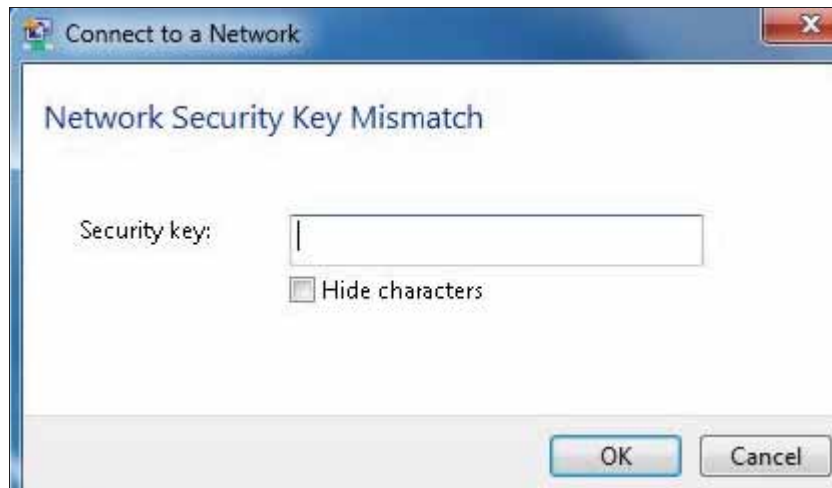 Connect to a Network
Network Security Key Mismatch
Security key:
Hide characters
OK Cancel